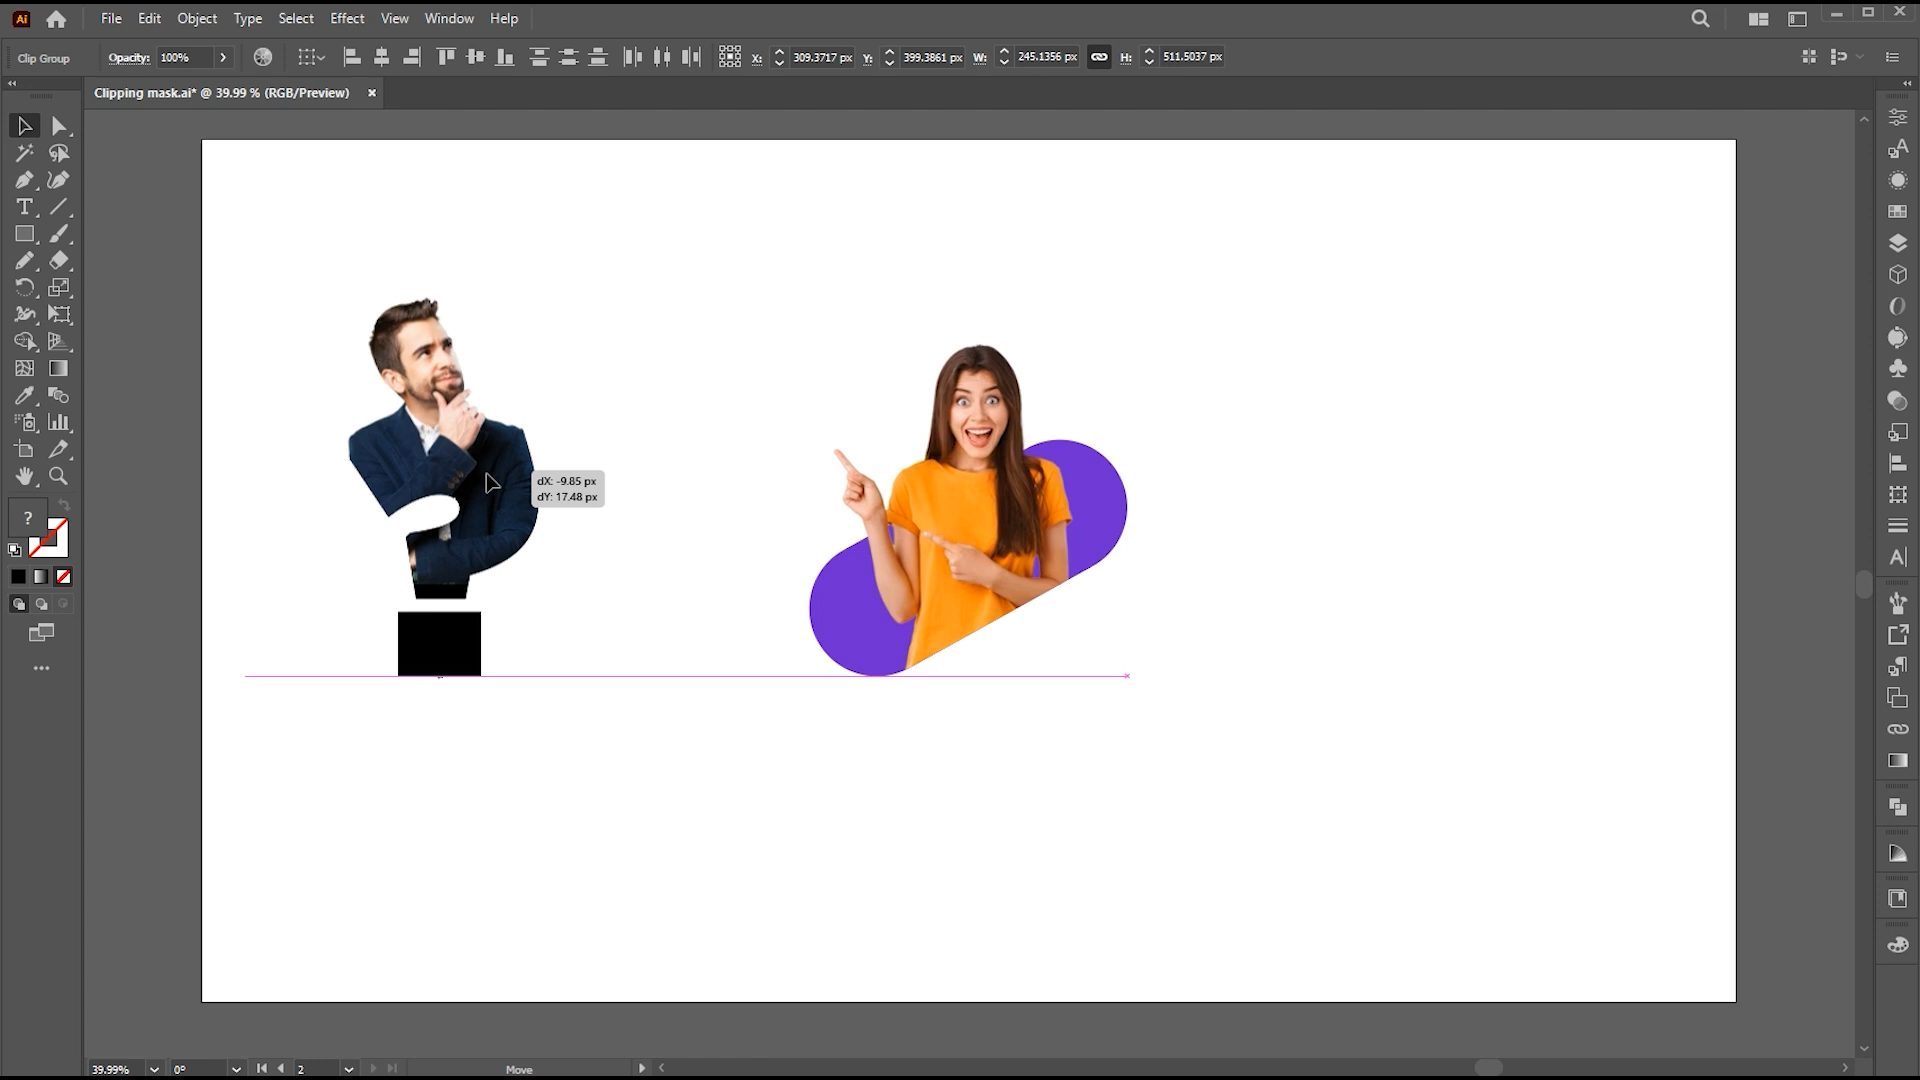 Ai File Edit Object Type Select Effect View Window Help
Clip Group Opacity: 100% X: 309.3717 px Y: 399.3861 px W: 245.1356 px H: 511.5037 px
Clipping mask.ai* @ 39.99 % (RGB/Preview)
dX: -9.85 px
dY: 17.48 px
?
39.99% 0° 2 Move